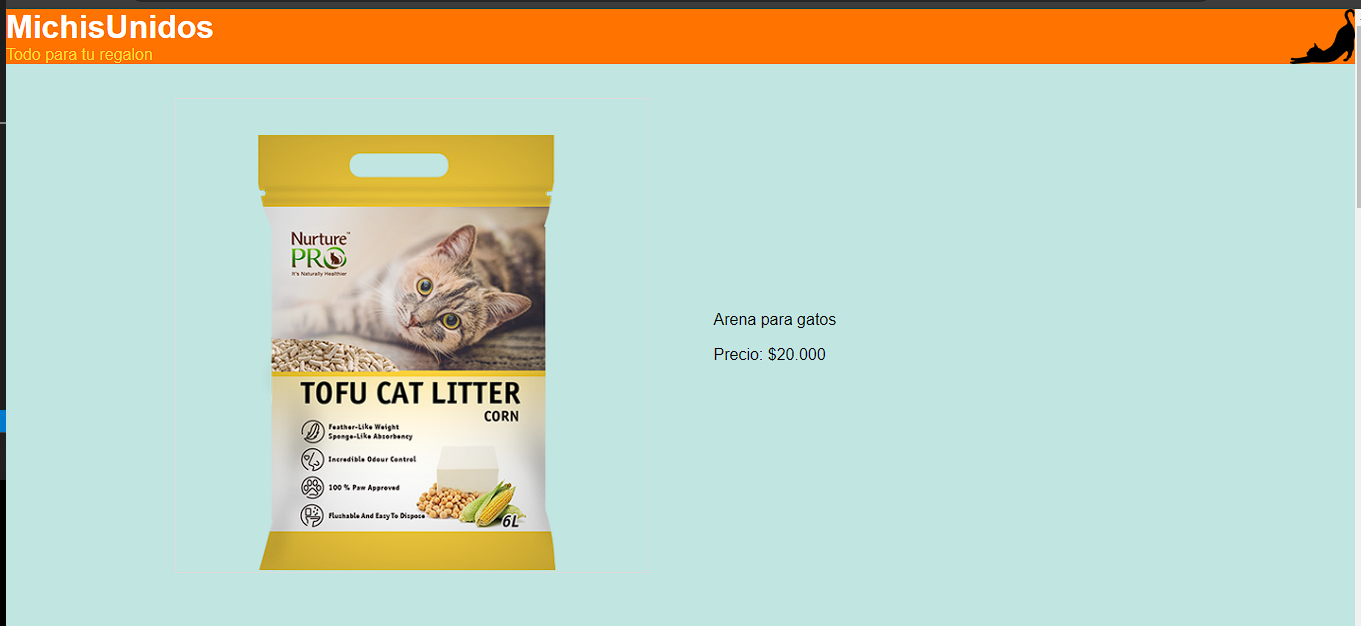 MichisUnidos
Todo para tu regalon
Nurture™
PRO
It's Naturally Healthier
Arena para gatos
Precio: $20.000
TOFU CAT LITTER
CORN
Feather-Like Weight
Sponge-Like Absorbency
Incredible Odour Control
100 % Paw Approved
Flushable And Easy To Dispose
6L